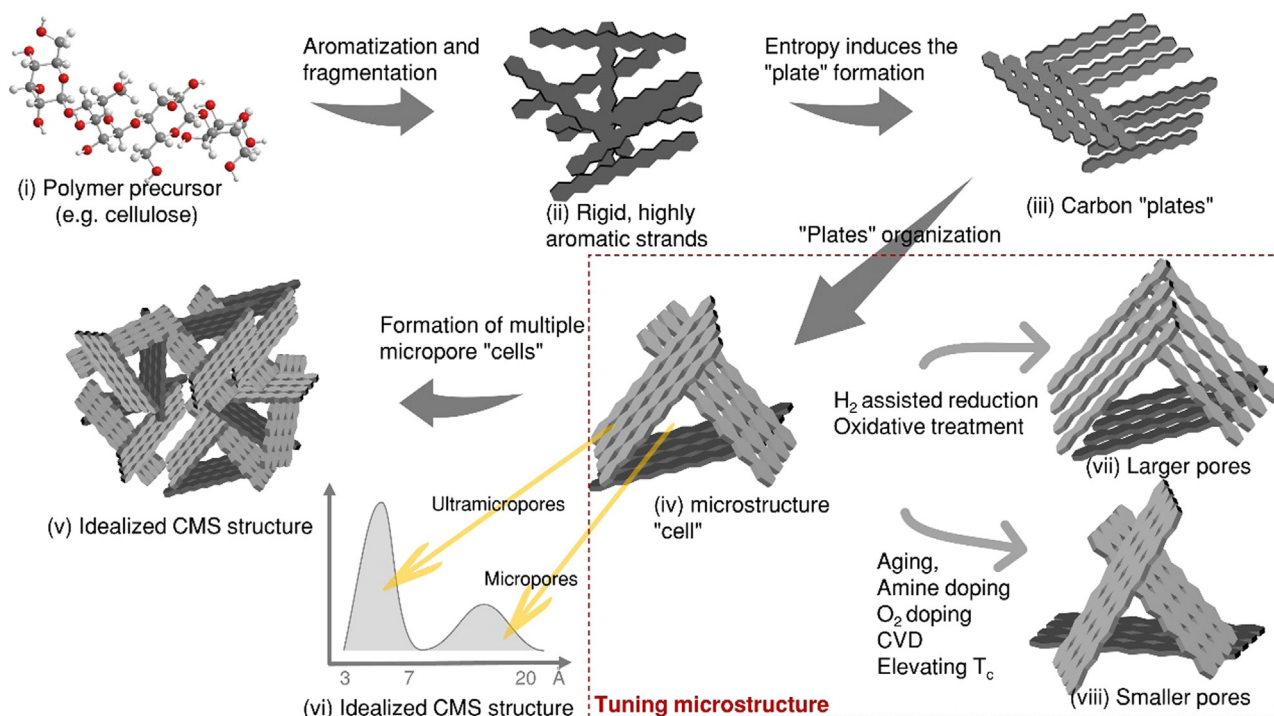 Aromatization and
fragmentation
Entropy induces the
"plate" formation
(i) Polymer precursor
(e.g. cellulose)
(ii) Rigid, highly
aromatic strands
(iii) Carbon "plates"
"Plates" organization
Formation of multiple
micropore "cells"
H₂ assisted reduction
Oxidative treatment
(vii) Larger pores
(v) Idealized CMS structure
Ultramicropores
(iv) microstructure
"cell"
Micropores
Aging,
Amine doping
O₂ doping
CVD
Elevating T꜀
3 7 20 Å
(vi) Idealized CMS structure
Tuning microstructure
(viii) Smaller pores